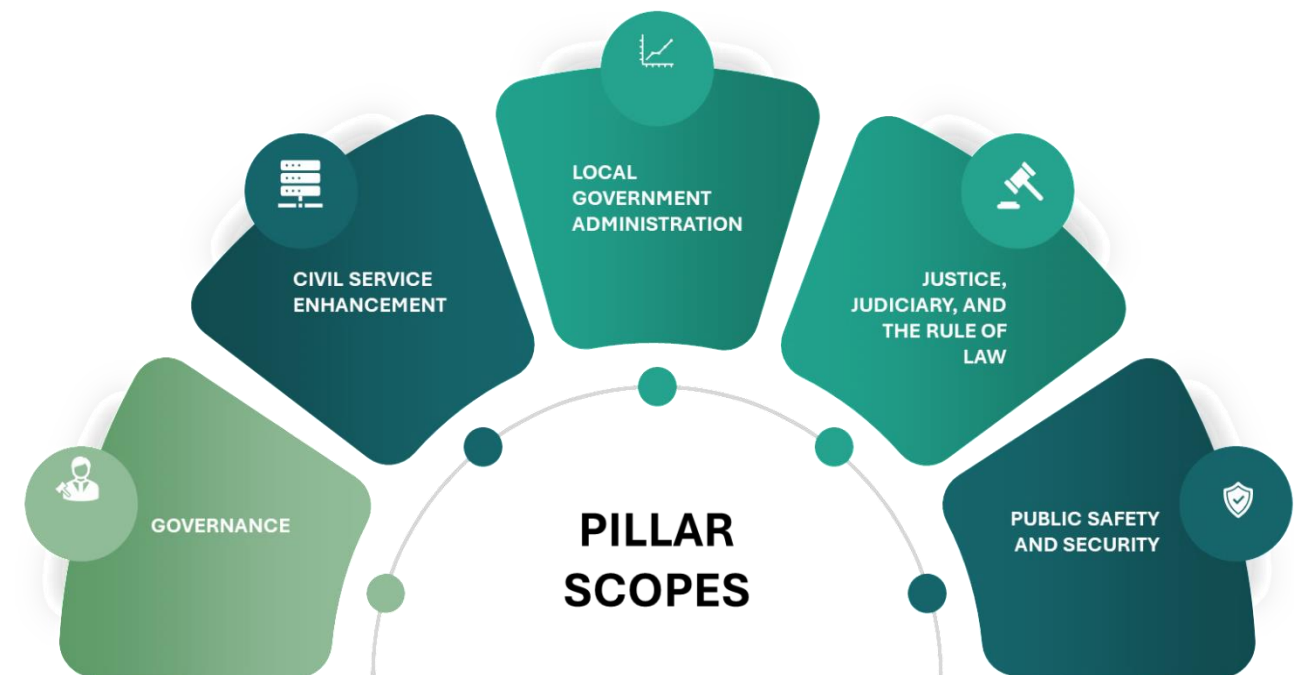 GOVERNANCE
CIVIL SERVICE
ENHANCEMENT
LOCAL
GOVERNMENT
ADMINISTRATION
JUSTICE,
JUDICIARY, AND
THE RULE OF
LAW
PUBLIC SAFETY
AND SECURITY
PILLAR
SCOPES